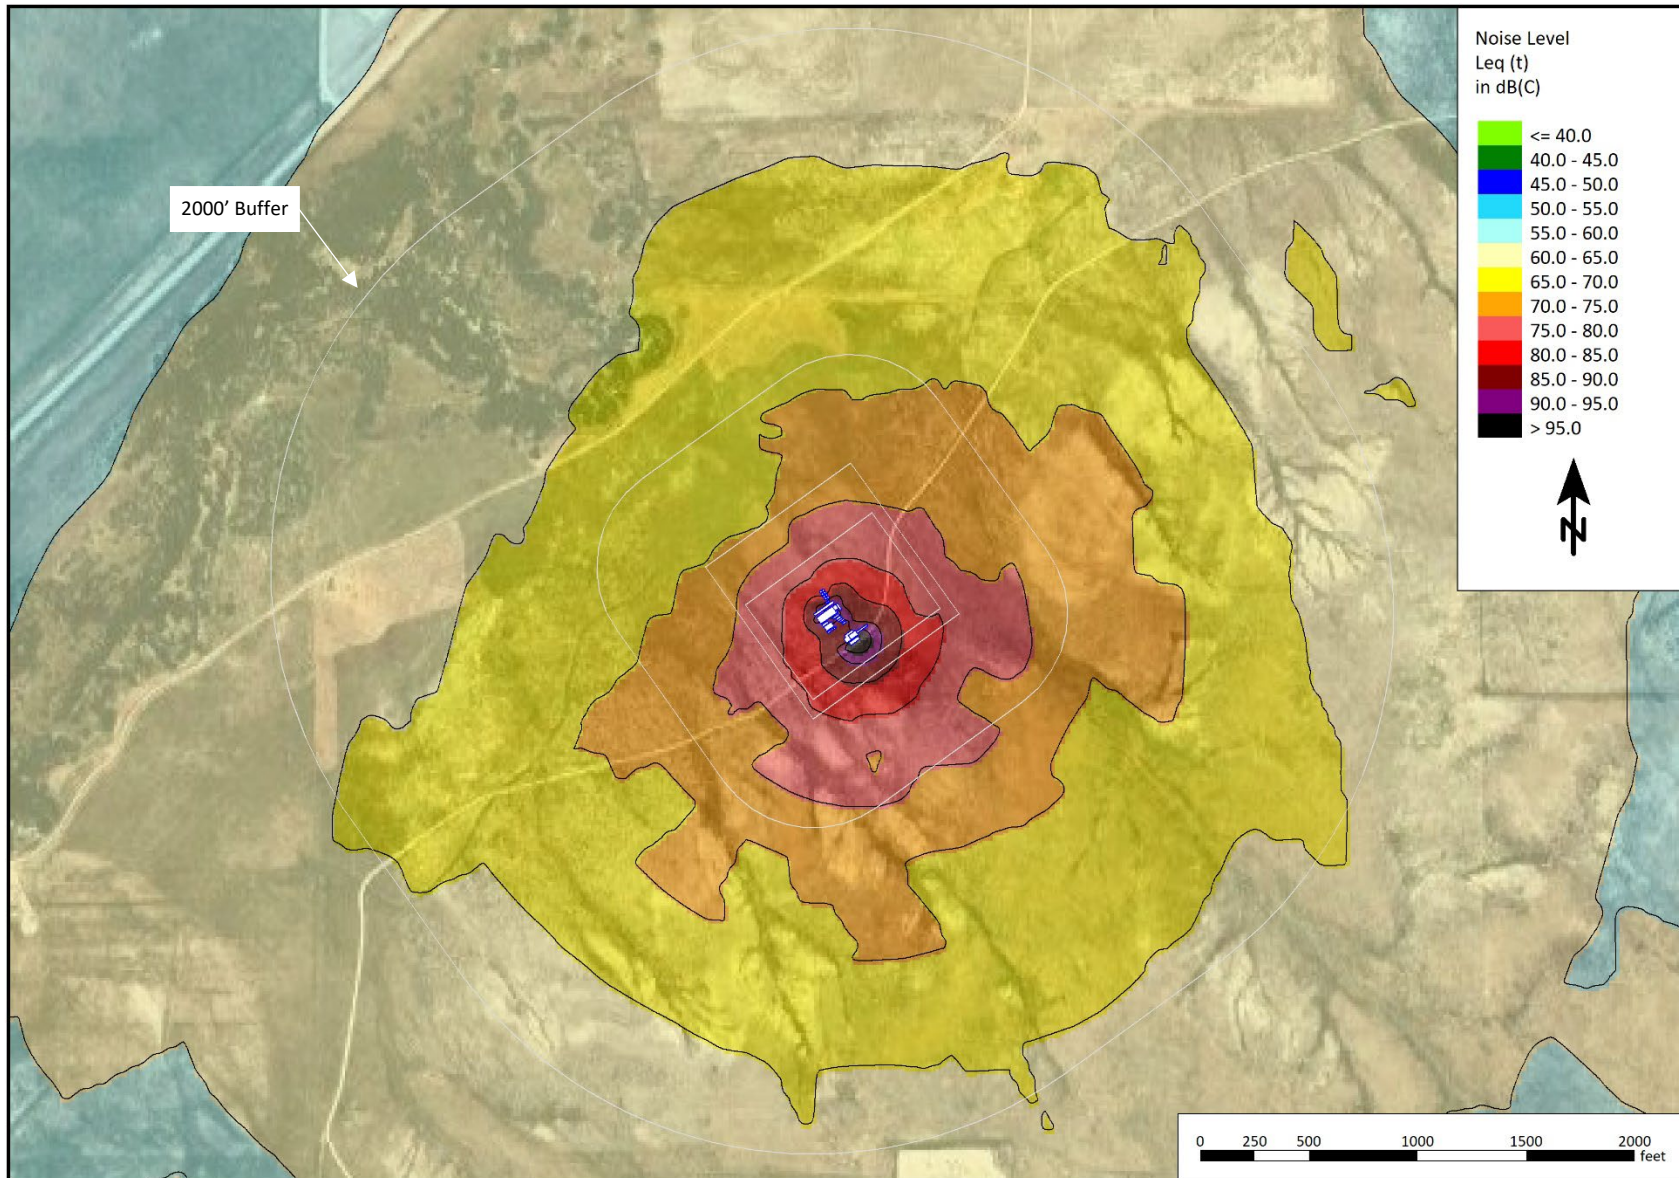 2000’ Buffer
Noise Level
Leq (t)
in dB(C)
<= 40.0
40.0 - 45.0
45.0 - 50.0
50.0 - 55.0
55.0 - 60.0
60.0 - 65.0
65.0 - 70.0
70.0 - 75.0
75.0 - 80.0
80.0 - 85.0
85.0 - 90.0
90.0 - 95.0
> 95.0
N
0 250 500 1000 1500 2000
feet